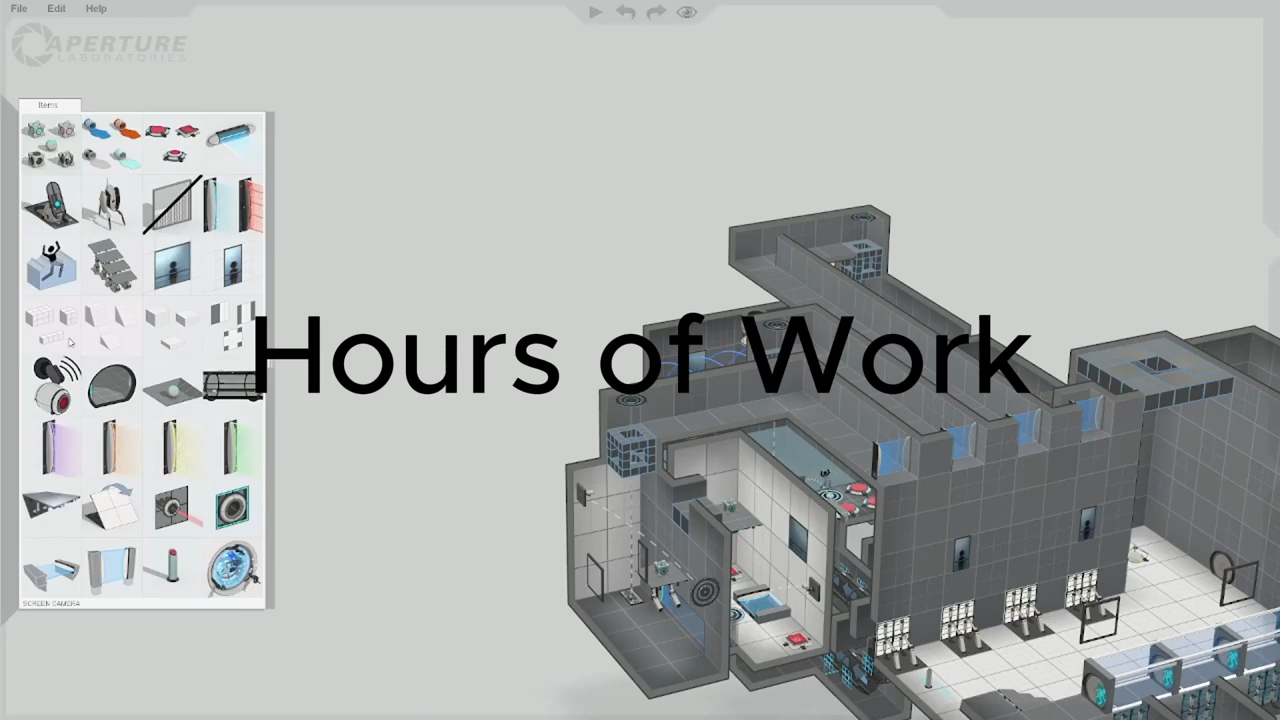 File Edit Help
APERTURE
LABORATORIES
Items
Hours of Work
SCREEN CAMERA